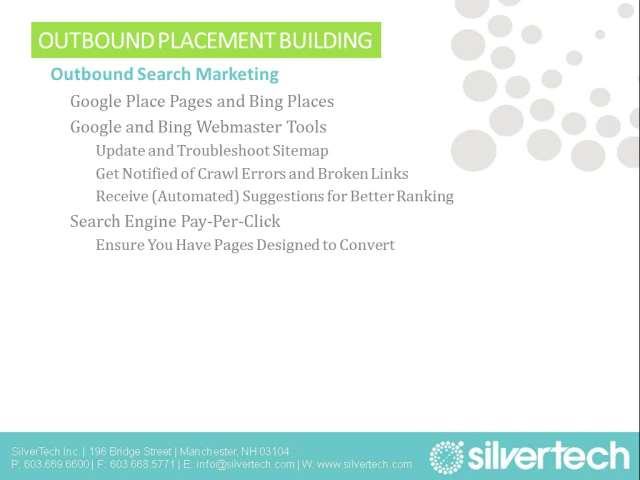 OUTBOUND PLACEMENT BUILDING
Outbound Search Marketing
Google Place Pages and Bing Places
Google and Bing Webmaster Tools
Update and Troubleshoot Sitemap
Get Notified of Crawl Errors and Broken Links
Receive (Automated) Suggestions for Better Ranking
Search Engine Pay-Per-Click
Ensure You Have Pages Designed to Convert
SilverTech Inc. | 196 Bridge Street | Manchester, NH 03104
P: 603.669.6600 | F: 603.668.5771 | E: info@silvertech.com | W: www.silvertech.com
silvertech